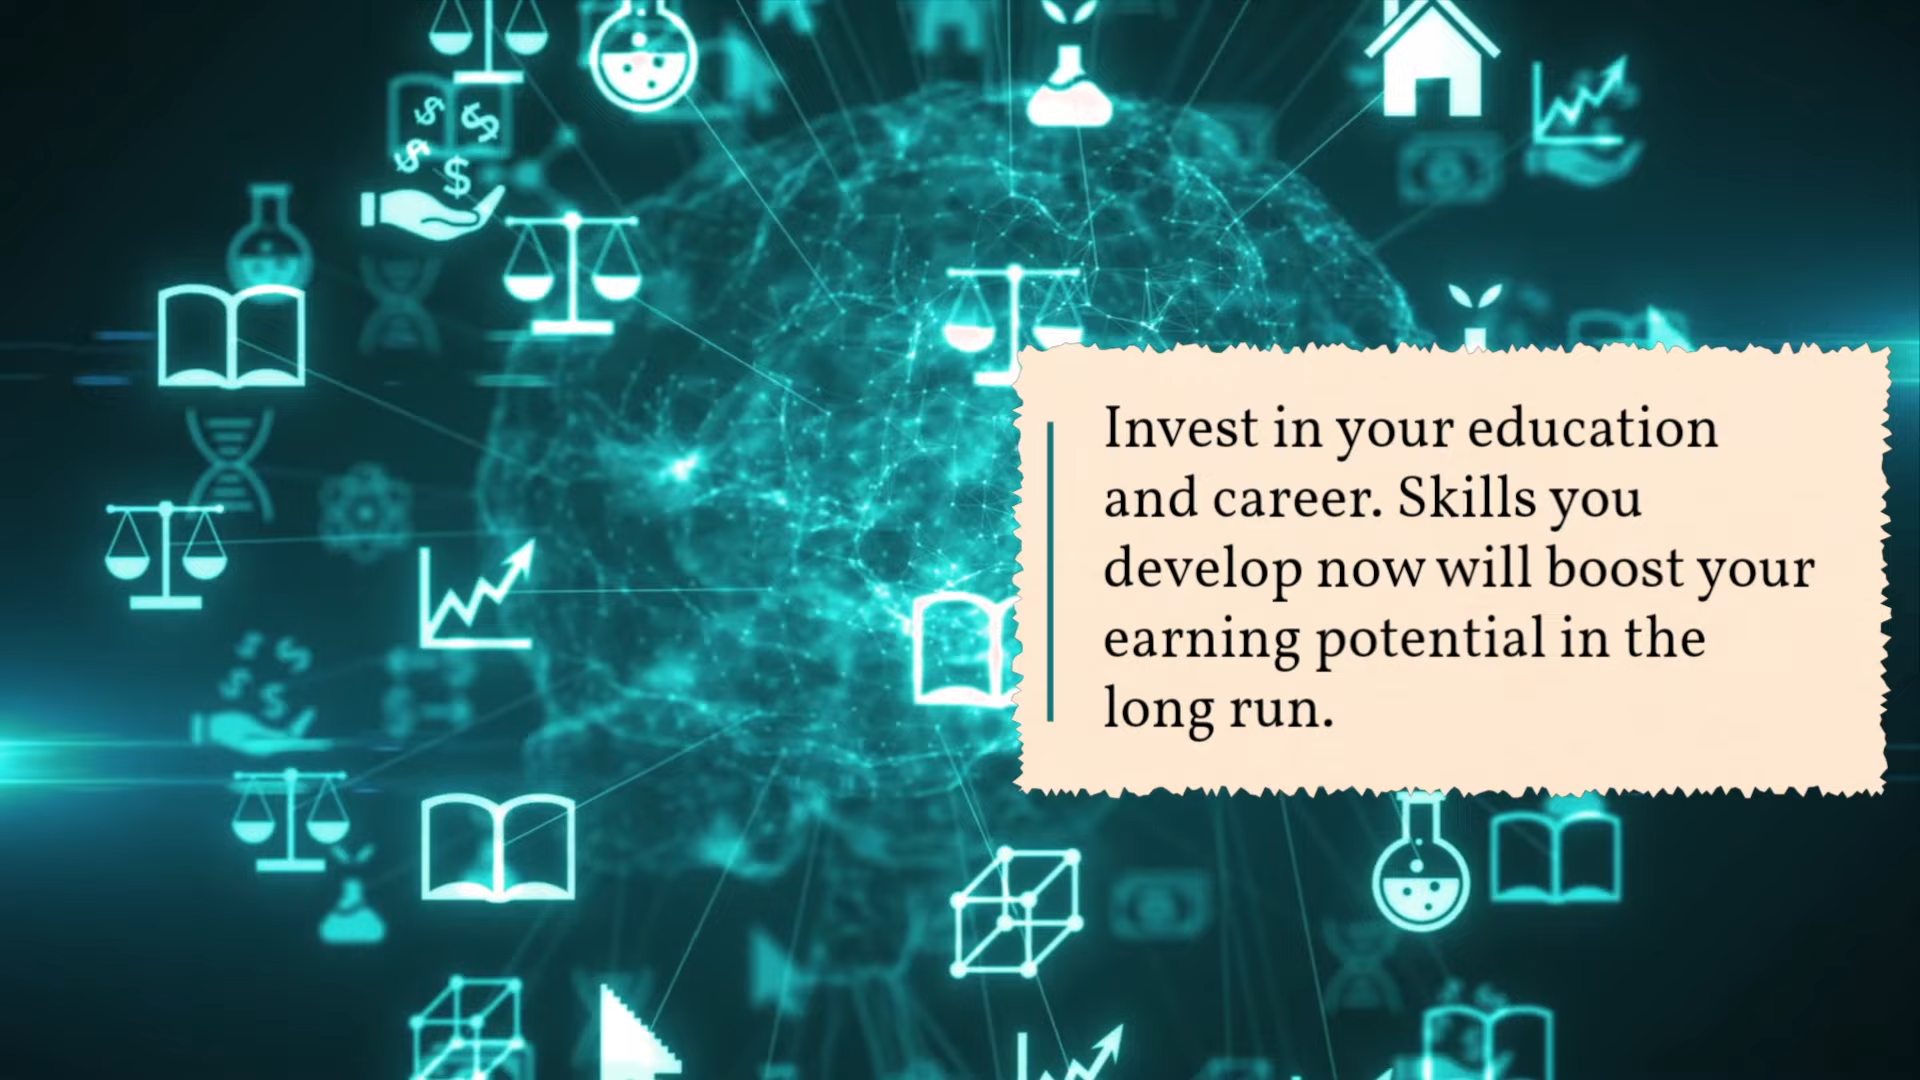 Invest in your education
and career. Skills you
develop now will boost your
earning potential in the
long run.